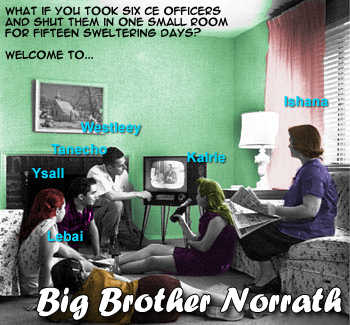 WHAT IF YOU TOOK SIX CE OFFICERS
AND SHUT THEM IN ONE SMALL ROOM
FOR FIFTEEN SWELTERING DAYS?
WELCOME TO...
Ishana
Westleey
Tanecho
Kalrie
Ysall
Lebai
Big Brother Norrath